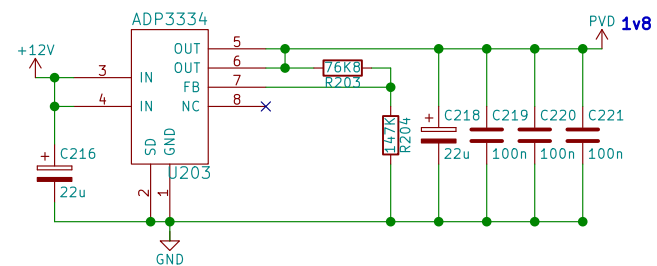 ADP3334
PVD 1v8
+12V
OUT 5
3 IN
OUT 6
76K8
R203
FB 7
4 IN
NC 8
147K
R204
C218
22u
C219
100n
C220
100n
C221
100n
C216
22u
SD
GND
U203
2
1
GND
+
+